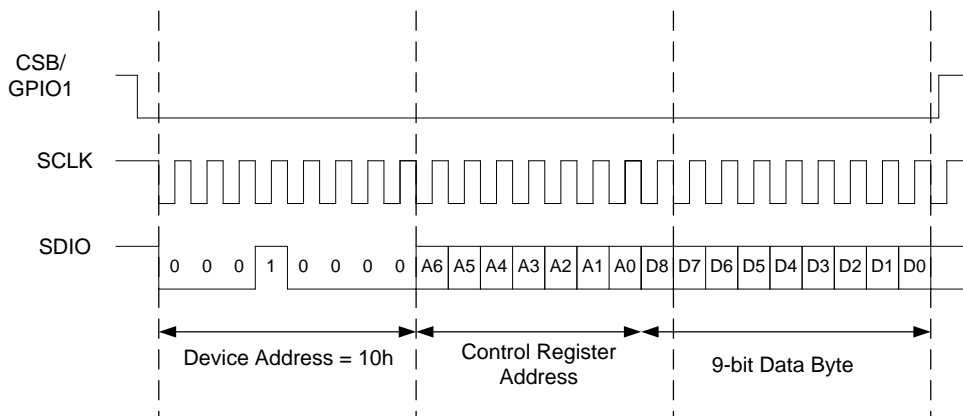 CSB/
GPIO1
SCLK
SDIO
0 0 0 1 0 0 0 0 A6 A5 A4 A3 A2 A1 A0 D8 D7 D6 D5 D4 D3 D2 D1 D0
Device Address = 10h
Control Register
Address
9-bit Data Byte